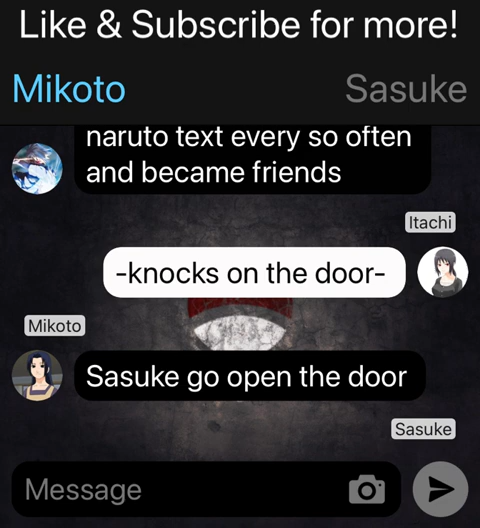 Like & Subscribe for more!
Mikoto
Sasuke
naruto text every so often
and became friends
Itachi
-knocks on the door-
Mikoto
Sasuke go open the door
Sasuke
Message